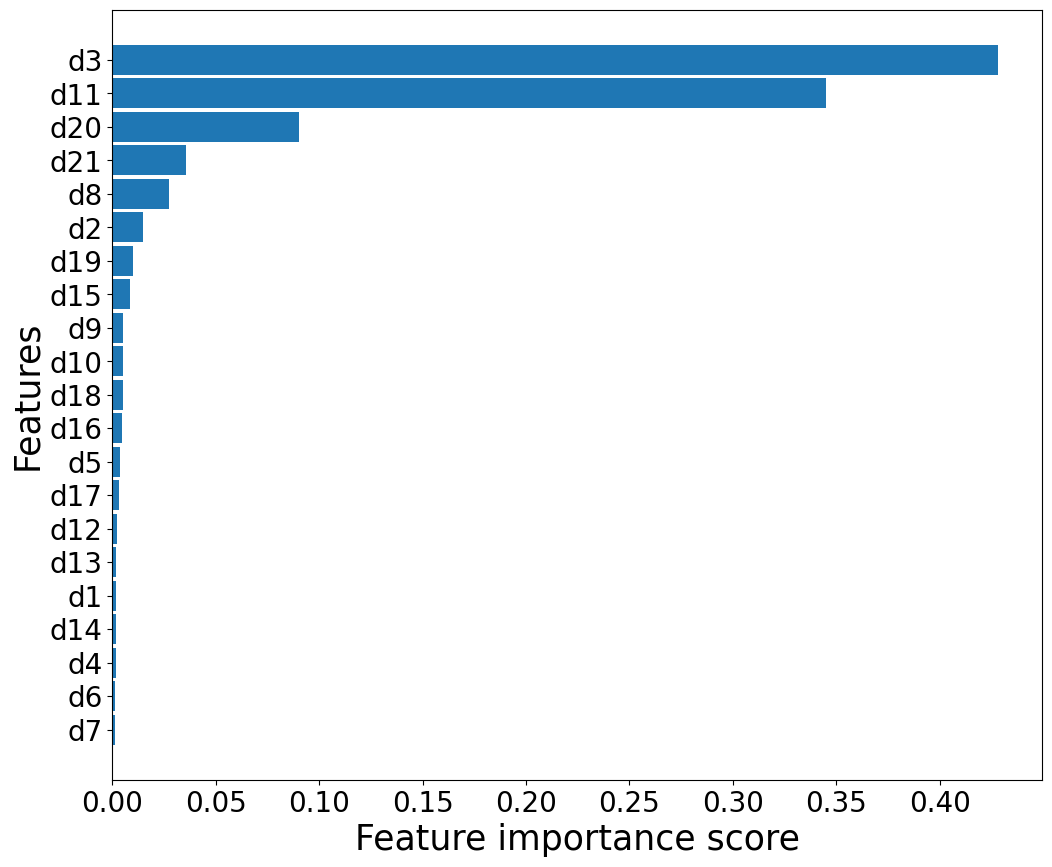 d3
d11
d20
d21
d8
d2
d19
d15
d9
d10
d18
d16
d5
d17
d12
d13
d1
d14
d4
d6
d7
Features
0.00 0.05 0.10 0.15 0.20 0.25 0.30 0.35 0.40
Feature importance score